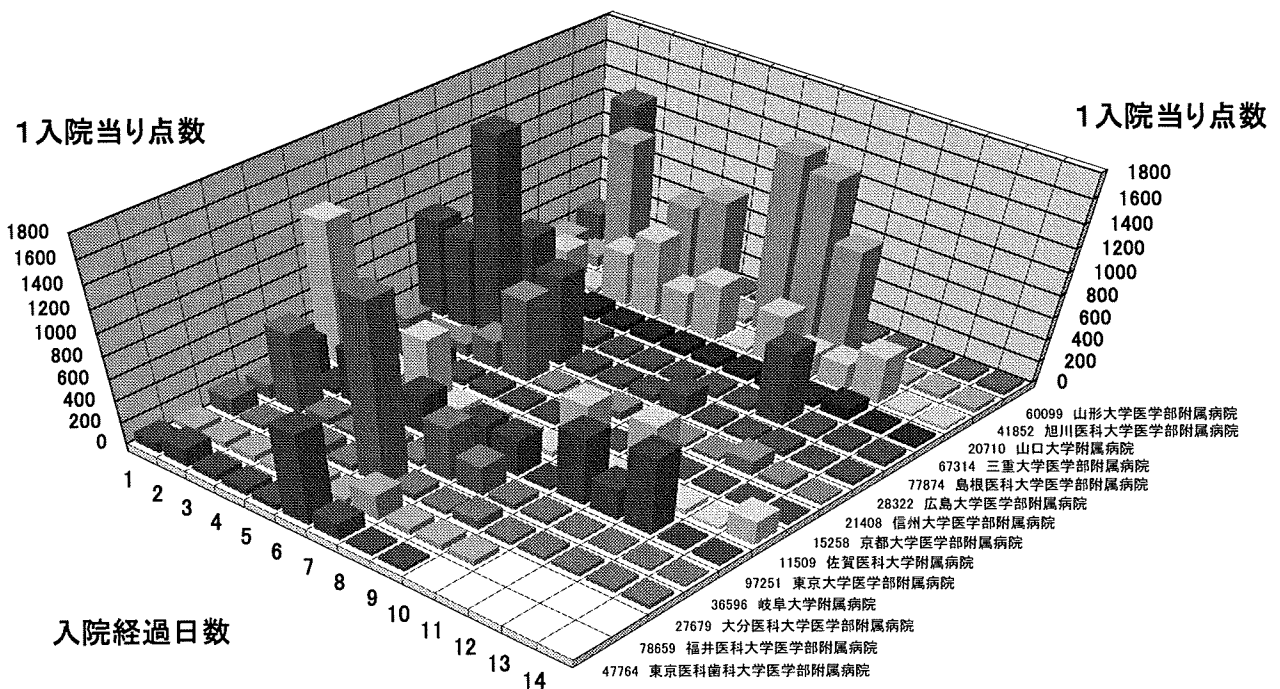 1入院当り点数
1入院当り点数
1800
1600
1400
1200
1000
800
600
400
200
0
1800
1600
1400
1200
1000
800
600
400
200
0
1
2
3
4
5
6
7
8
9
10
11
12
13
14
入院経過日数
60099 山形大学医学部附属病院
41852 旭川医科大学医学部附属病院
20710 山口大学附属病院
67314 三重大学医学部附属病院
77874 島根医科大学医学部附属病院
28322 広島大学医学部附属病院
21408 信州大学医学部附属病院
15258 京都大学医学部附属病院
11509 佐賀医科大学附属病院
97251 東京大学医学部附属病院
36596 岐阜大学附属病院
27679 大分医科大学医学部附属病院
78659 福井医科大学医学部附属病院
47764 東京医科歯科大学医学部附属病院